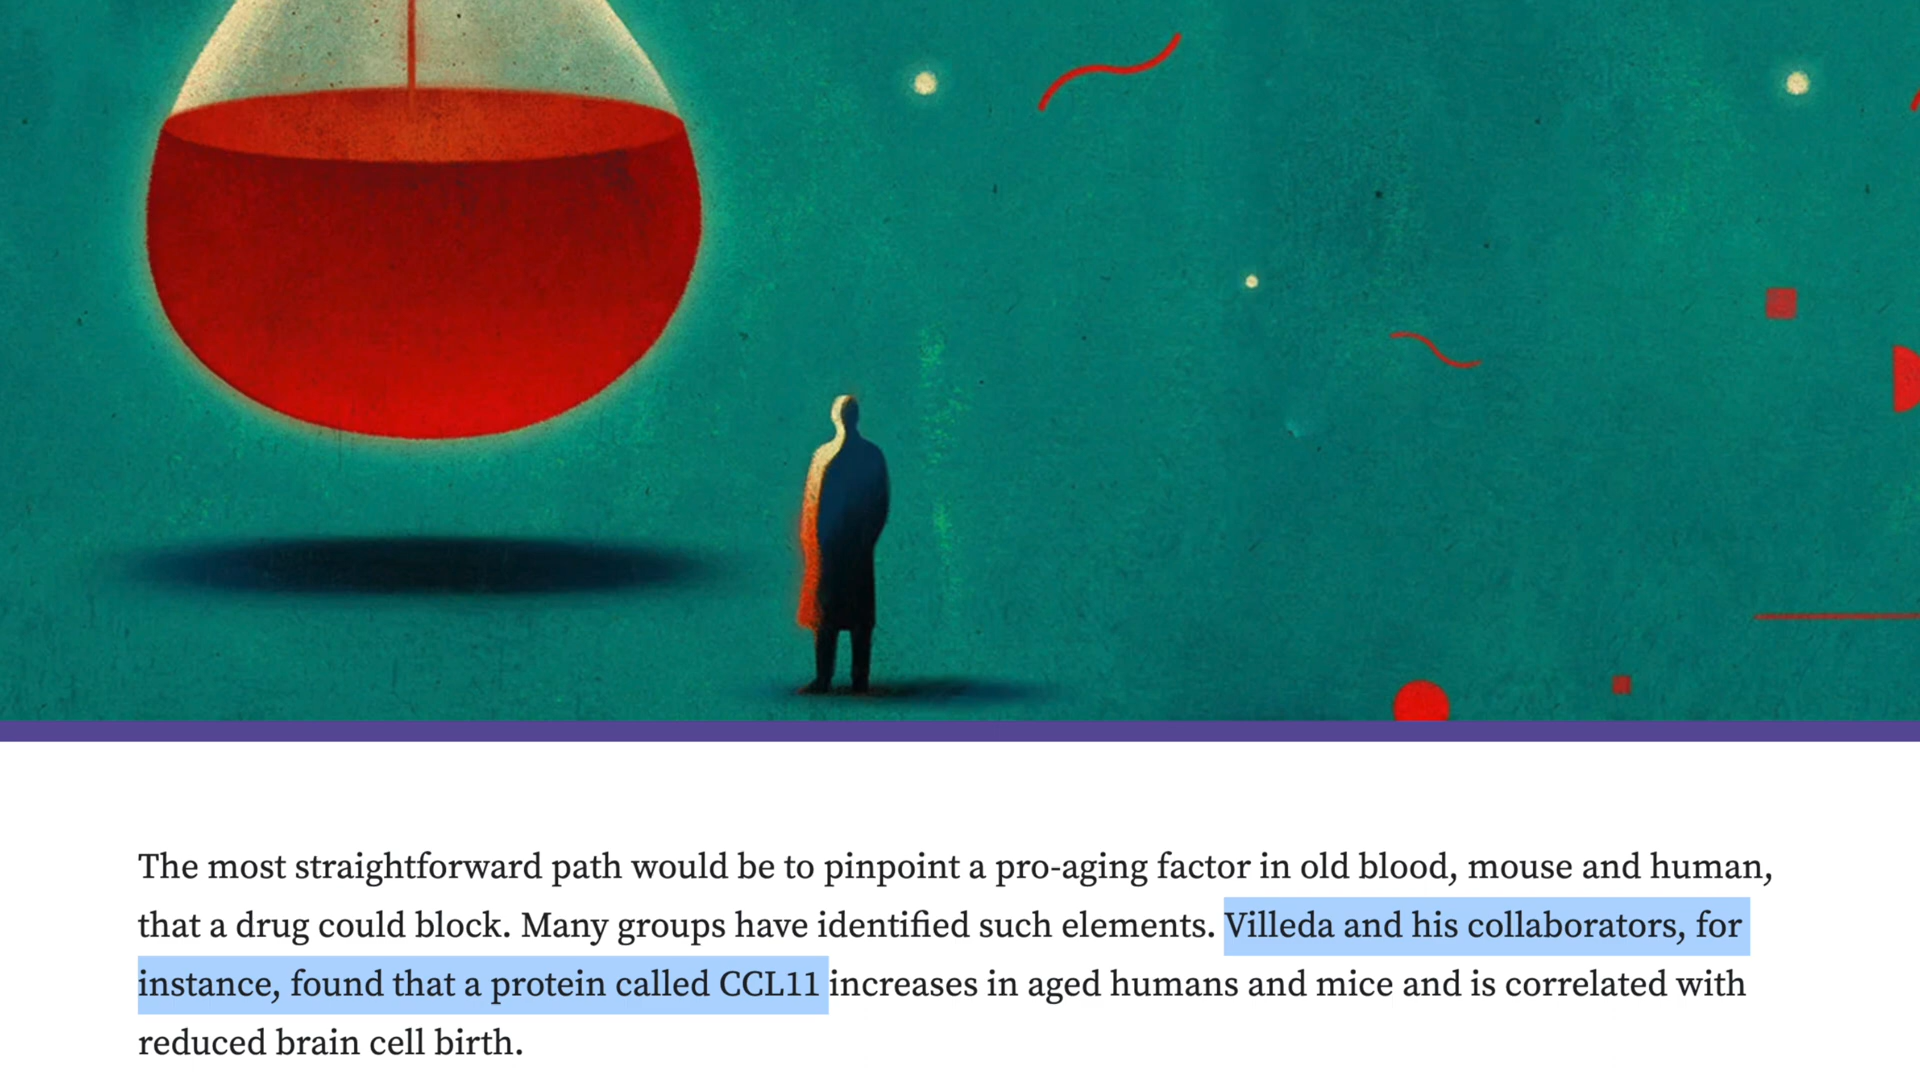 The most straightforward path would be to pinpoint a pro-aging factor in old blood, mouse and human,
that a drug could block. Many groups have identified such elements. Villeda and his collaborators, for
instance, found that a protein called CCL11 increases in aged humans and mice and is correlated with
reduced brain cell birth.